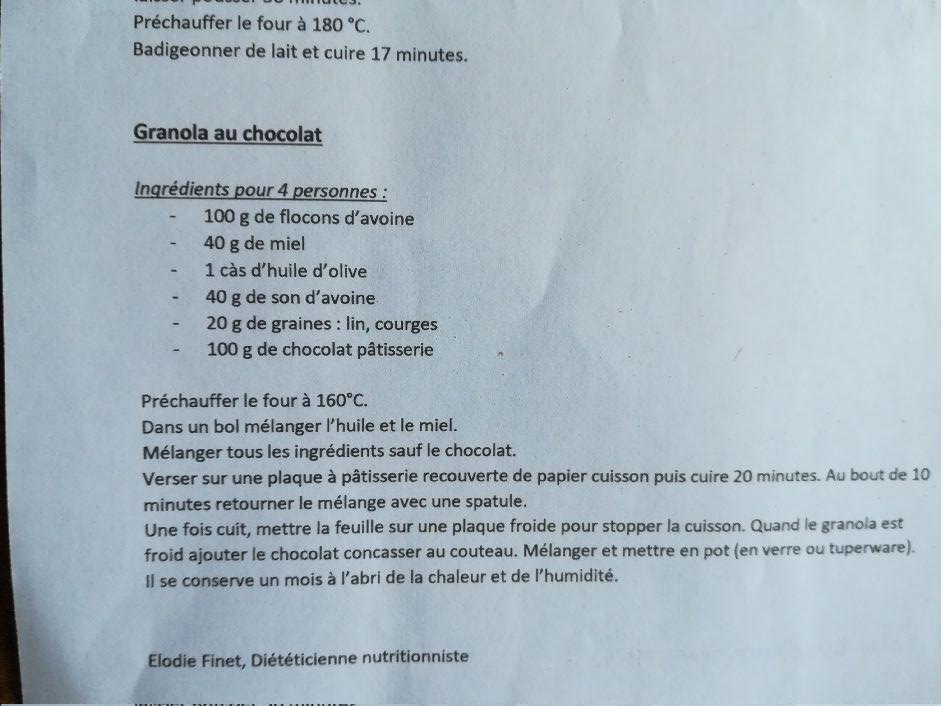 Préchauffer le four à 180 °C.
Badigeonner de lait et cuire 17 minutes.
Granola au chocolat
Ingrédients pour 4 personnes :
- 100 g de flocons d'avoine
- 40 g de miel
- 1 càs d'huile d'olive
- 40 g de son d'avoine
- 20 g de graines : lin, courges
- 100 g de chocolat pâtisserie
Préchauffer le four à 160°C.
Dans un bol mélanger l'huile et le miel.
Mélanger tous les ingrédients sauf le chocolat.
Verser sur une plaque à pâtisserie recouverte de papier cuisson puis cuire 20 minutes. Au bout de 10
minutes retourner le mélange avec une spatule.
Une fois cuit, mettre la feuille sur une plaque froide pour stopper la cuisson. Quand le granola est
froid ajouter le chocolat concasser au couteau. Mélanger et mettre en pot (en verre ou tuperware).
Il se conserve un mois à l'abri de la chaleur et de l'humidité.
Elodie Finet, Diététicienne nutritionniste